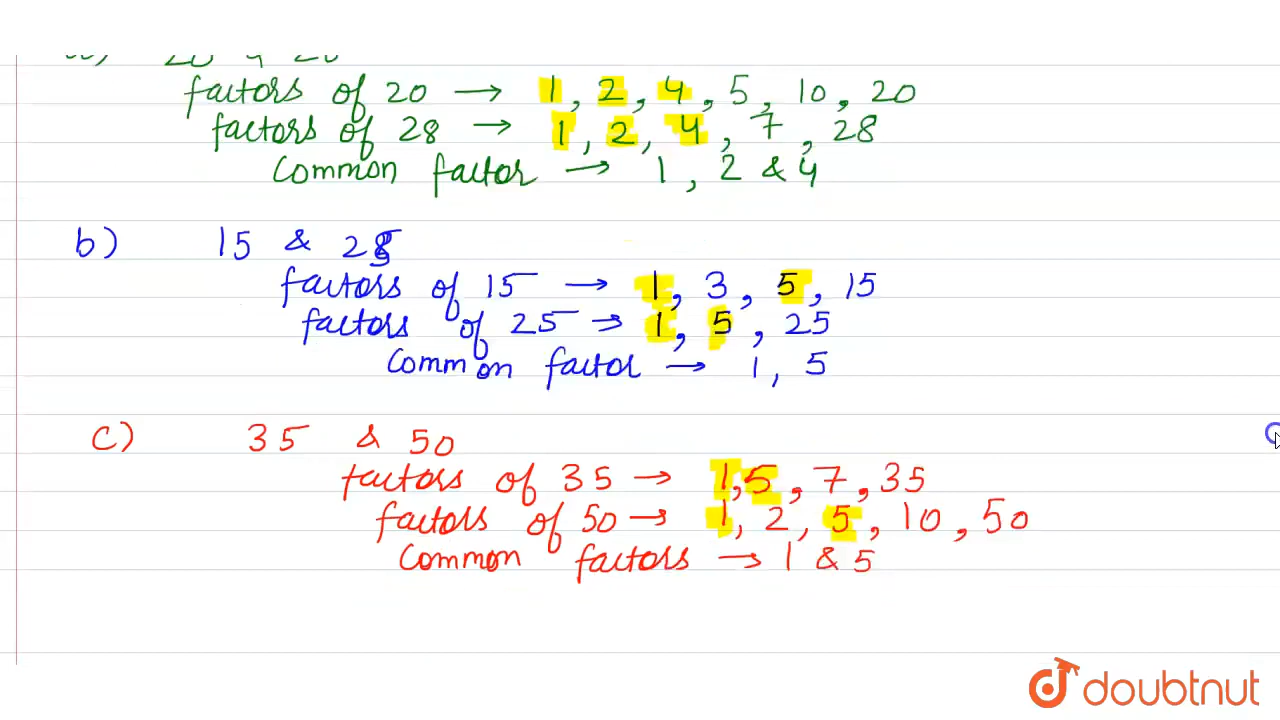 factors of 20 → 1, 2, 4, 5, 10, 20
factors of 28 → 1, 2, 4, 7, 28
Common factor → 1, 2 & 4
b) 15 & 25
factors of 15 → 1, 3, 5, 15
factors of 25 → 1, 5, 25
Common factor → 1, 5
c) 35 & 50
factors of 35 → 1, 5, 7, 35
factors of 50 → 1, 2, 5, 10, 50
Common factors → 1 & 5
doubtnut